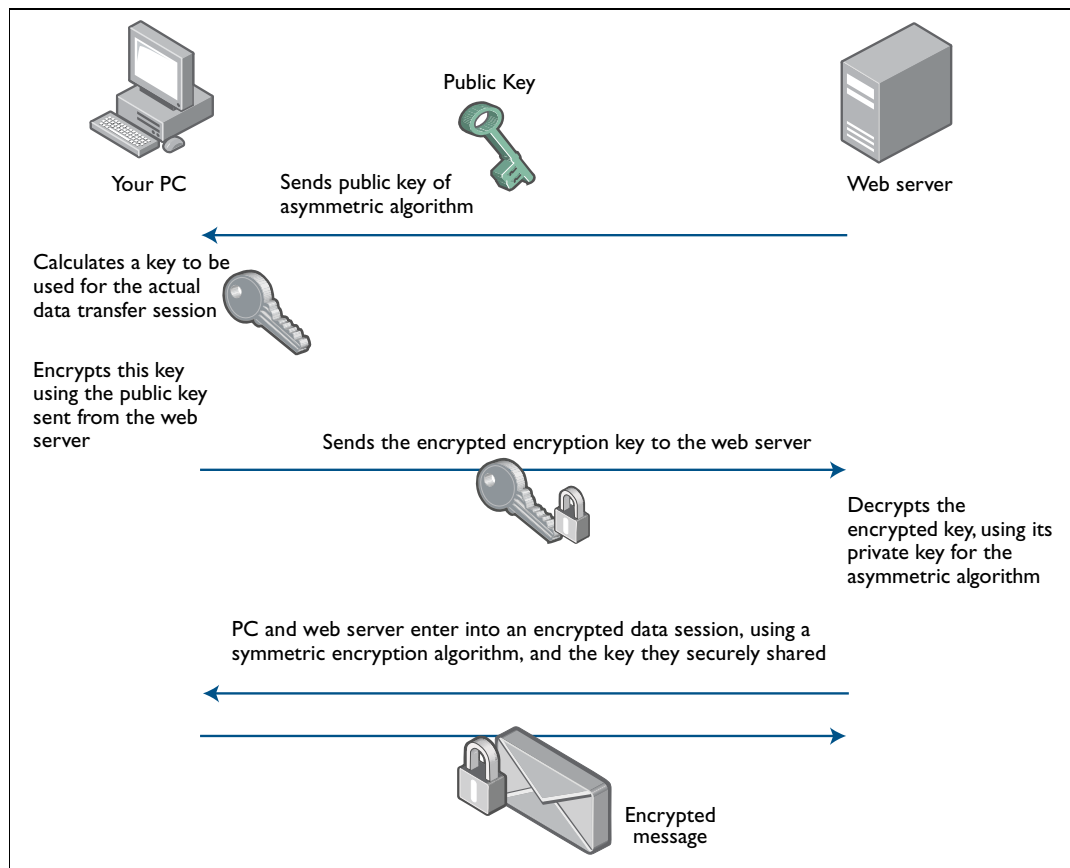 Public Key
Your PC
Web server
Sends public key of
asymmetric algorithm
Calculates a key to be
used for the actual
data transfer session
Encrypts this key
using the public key
sent from the web
server
Sends the encrypted encryption key to the web server
Decrypts the
encrypted key, using its
private key for the
asymmetric algorithm
PC and web server enter into an encrypted data session, using a
symmetric encryption algorithm, and the key they securely shared
Encrypted
message